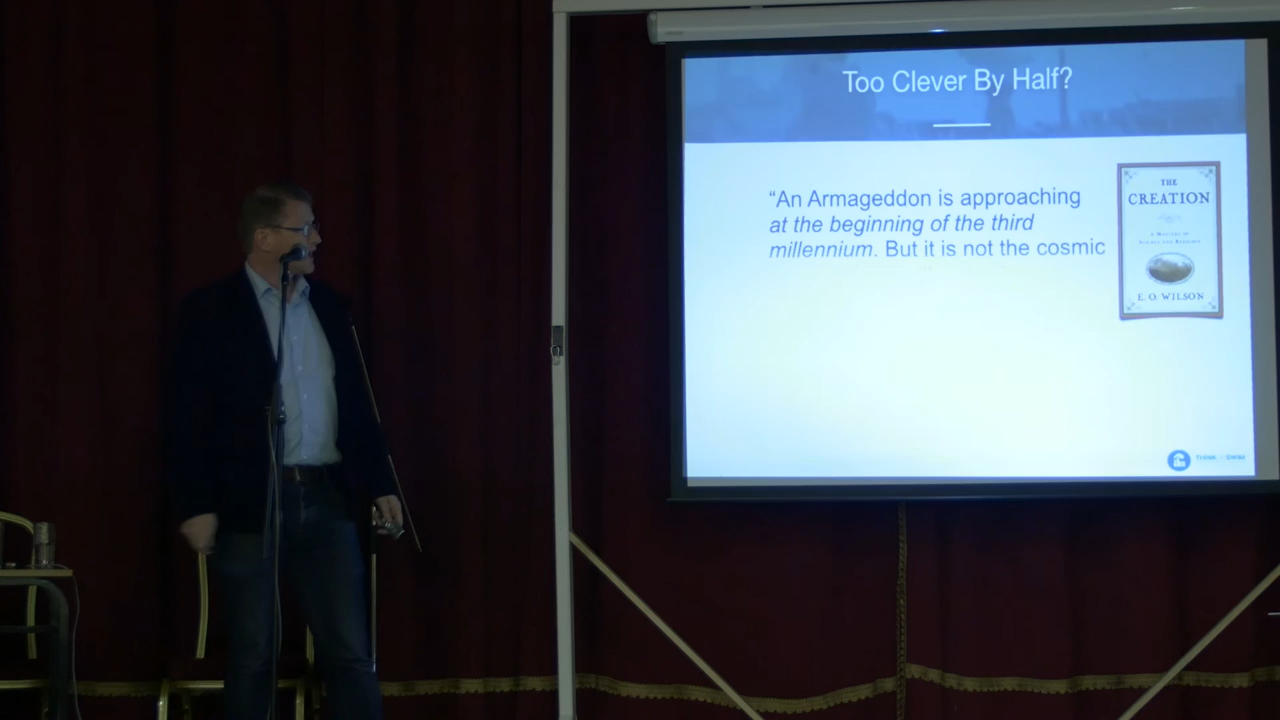 Too Clever By Half?
“An Armageddon is approaching
at the beginning of the third
millennium. But it is not the cosmic
THE
CREATION
E. O. WILSON